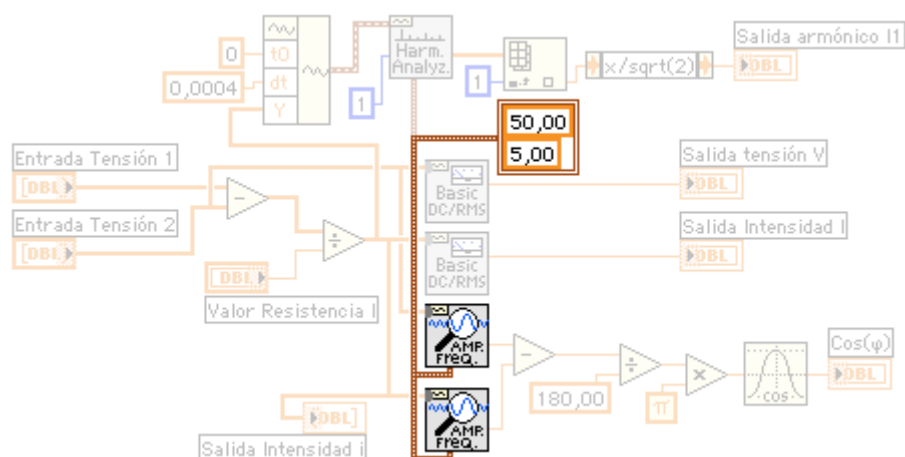 0
t0
0,0004
dt
Y
1
Harm.
Analyz.
1
x/sqrt(2)
Salida armónico I1
DBL
50,00
5,00
Entrada Tensión 1
[DBL]
Entrada Tensión 2
[DBL]
-
÷
DBL
Valor Resistencia I
Basic
DC/RMS
Salida tensión V
DBL
Basic
DC/RMS
Salida Intensidad I
DBL
AMP.
Freq.
AMP.
Freq.
-
÷
180,00
×
π
COS
Cos(φ)
DBL
[DBL]
Salida Intensidad i